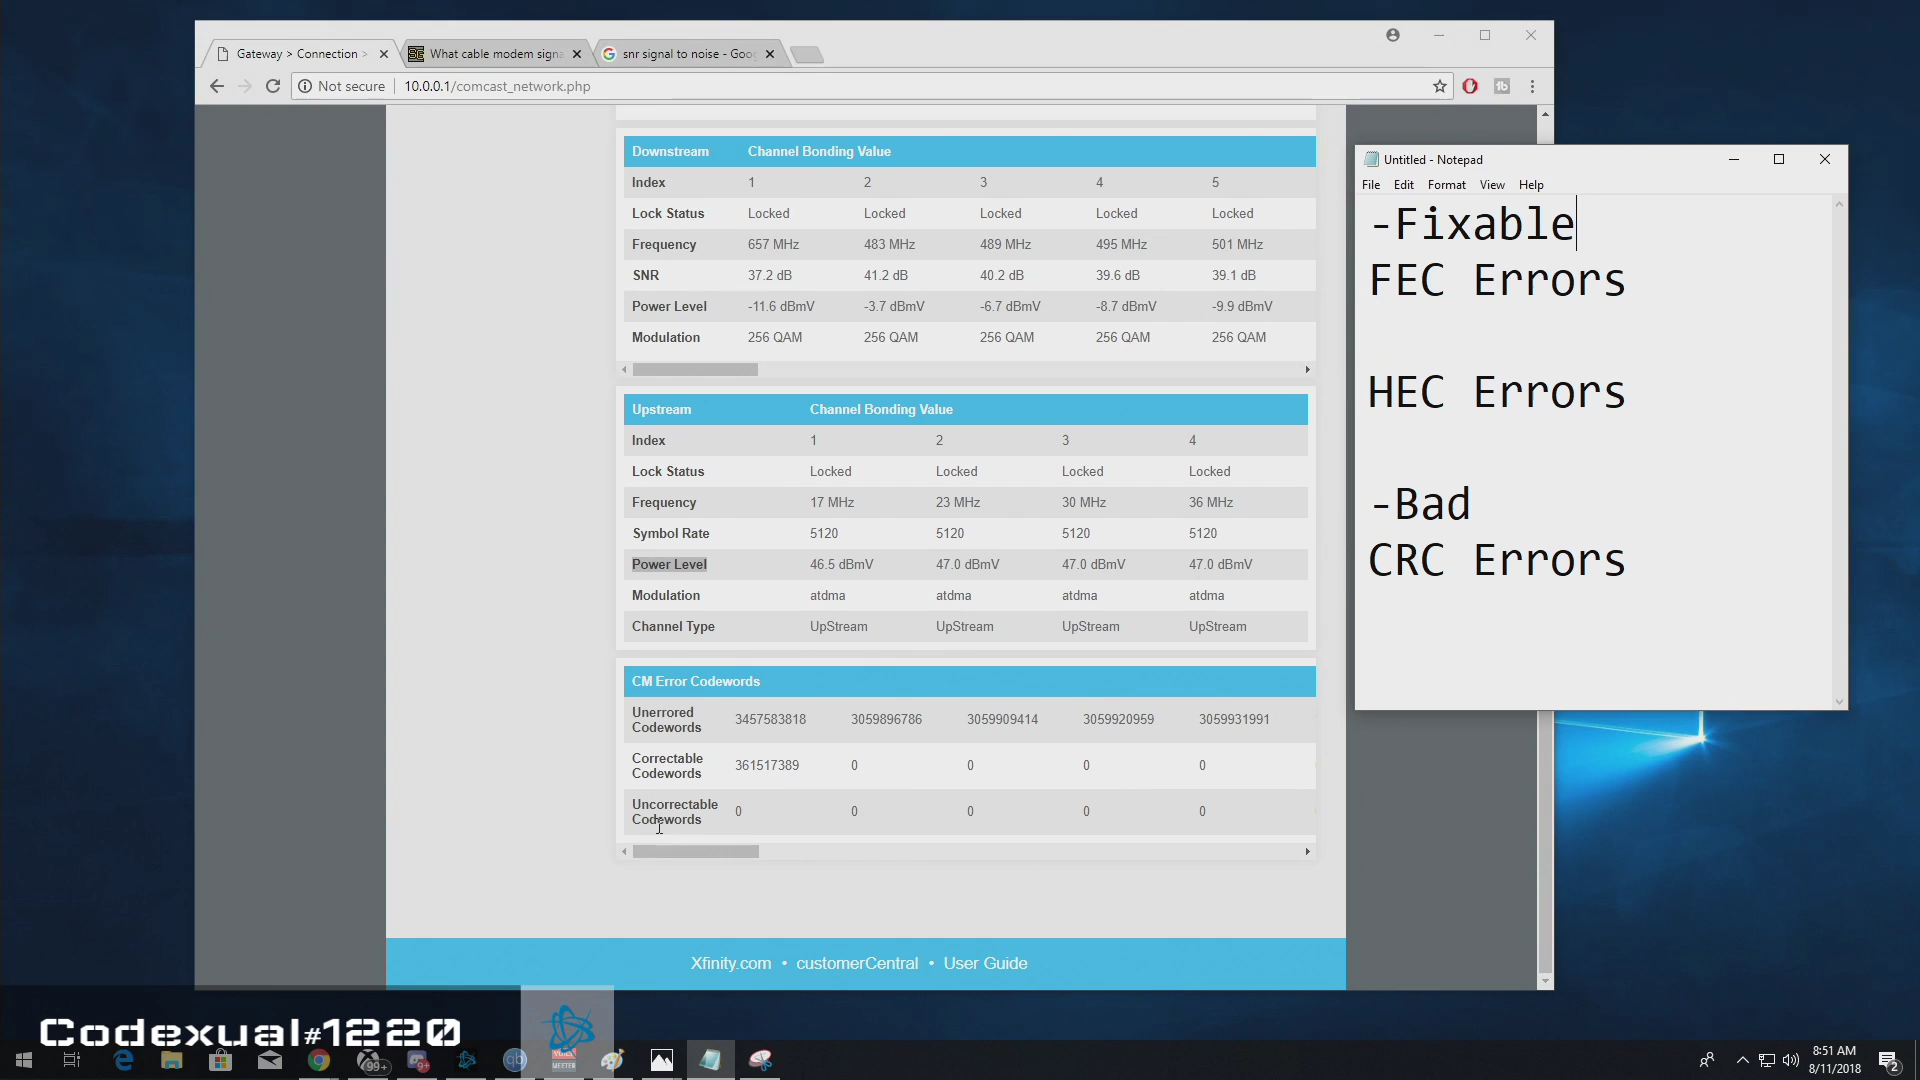 Gateway > Connection >
What cable modem signa
snr signal to noise - Goog
Not secure
10.0.0.1/comcast_network.php
Downstream Channel Bonding Value
Index 1 2 3 4 5
Lock Status Locked Locked Locked Locked Locked
Frequency 657 MHz 483 MHz 489 MHz 495 MHz 501 MHz
SNR 37.2 dB 41.2 dB 40.2 dB 39.6 dB 39.1 dB
Power Level -11.6 dBmV -3.7 dBmV -6.7 dBmV -8.7 dBmV -9.9 dBmV
Modulation 256 QAM 256 QAM 256 QAM 256 QAM 256 QAM
Upstream Channel Bonding Value
Index 1 2 3 4
Lock Status Locked Locked Locked Locked
Frequency 17 MHz 23 MHz 30 MHz 36 MHz
Symbol Rate 5120 5120 5120 5120
Power Level 46.5 dBmV 47.0 dBmV 47.0 dBmV 47.0 dBmV
Modulation atdma atdma atdma atdma
Channel Type UpStream UpStream UpStream UpStream
CM Error Codewords
Unerrored
Codewords 3457583818 3059896786 3059909414 3059920959 3059931991
Correctable
Codewords 361517389 0 0 0 0
Uncorrectable
Codewords 0 0 0 0 0
Xfinity.com • customerCentral • User Guide
Untitled - Notepad
File Edit Format View Help
-Fixable
FEC Errors
HEC Errors
-Bad
CRC Errors
Codexual#1220
99+
9+
qb
8:51 AM
8/11/2018
2